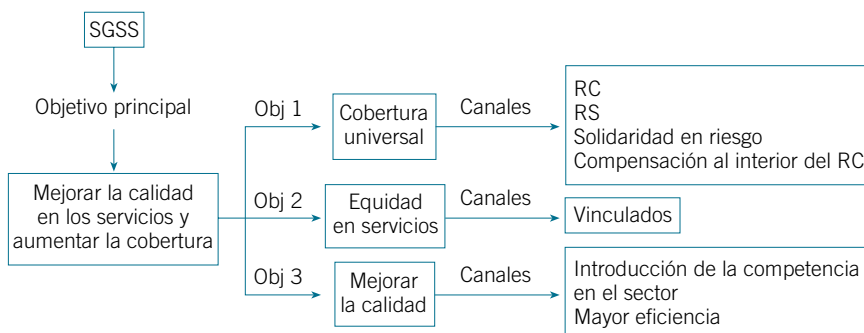 SGSS
Objetivo principal
Mejorar la calidad
en los servicios y
aumentar la cobertura
Obj 1
Cobertura
universal
Canales
RC
RS
Solidaridad en riesgo
Compensación al interior del RC
Obj 2
Equidad
en servicios
Canales
Vinculados
Obj 3
Mejorar
la calidad
Canales
Introducción de la competencia
en el sector
Mayor eficiencia